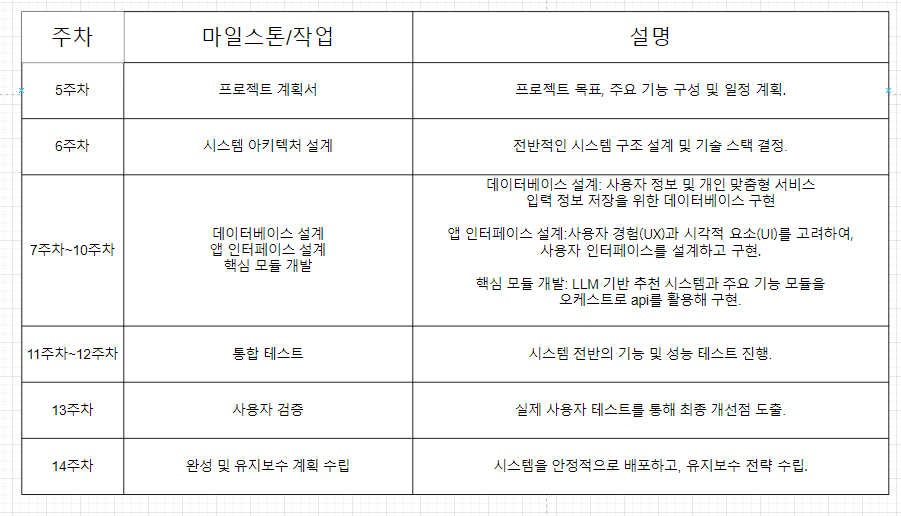 주차 마일스톤/작업 설명
5주차 프로젝트 계획서 프로젝트 목표, 주요 기능 구성 및 일정 계획.
6주차 시스템 아키텍처 설계 전반적인 시스템 구조 설계 및 기술 스택 결정.
7주차~10주차
데이터베이스 설계
앱 인터페이스 설계
핵심 모듈 개발
데이터베이스 설계: 사용자 정보 및 개인 맞춤형 서비스
입력 정보 저장을 위한 데이터베이스 구현
앱 인터페이스 설계:사용자 경험(UX)과 시각적 요소(UI)를 고려하여,
사용자 인터페이스를 설계하고 구현.
핵심 모듈 개발: LLM 기반 추천 시스템과 주요 기능 모듈을
오케스트로 api를 활용해 구현.
11주차~12주차 통합 테스트 시스템 전반의 기능 및 성능 테스트 진행.
13주차 사용자 검증 실제 사용자 테스트를 통해 최종 개선점 도출.
14주차 완성 및 유지보수 계획 수립 시스템을 안정적으로 배포하고, 유지보수 전략 수립.